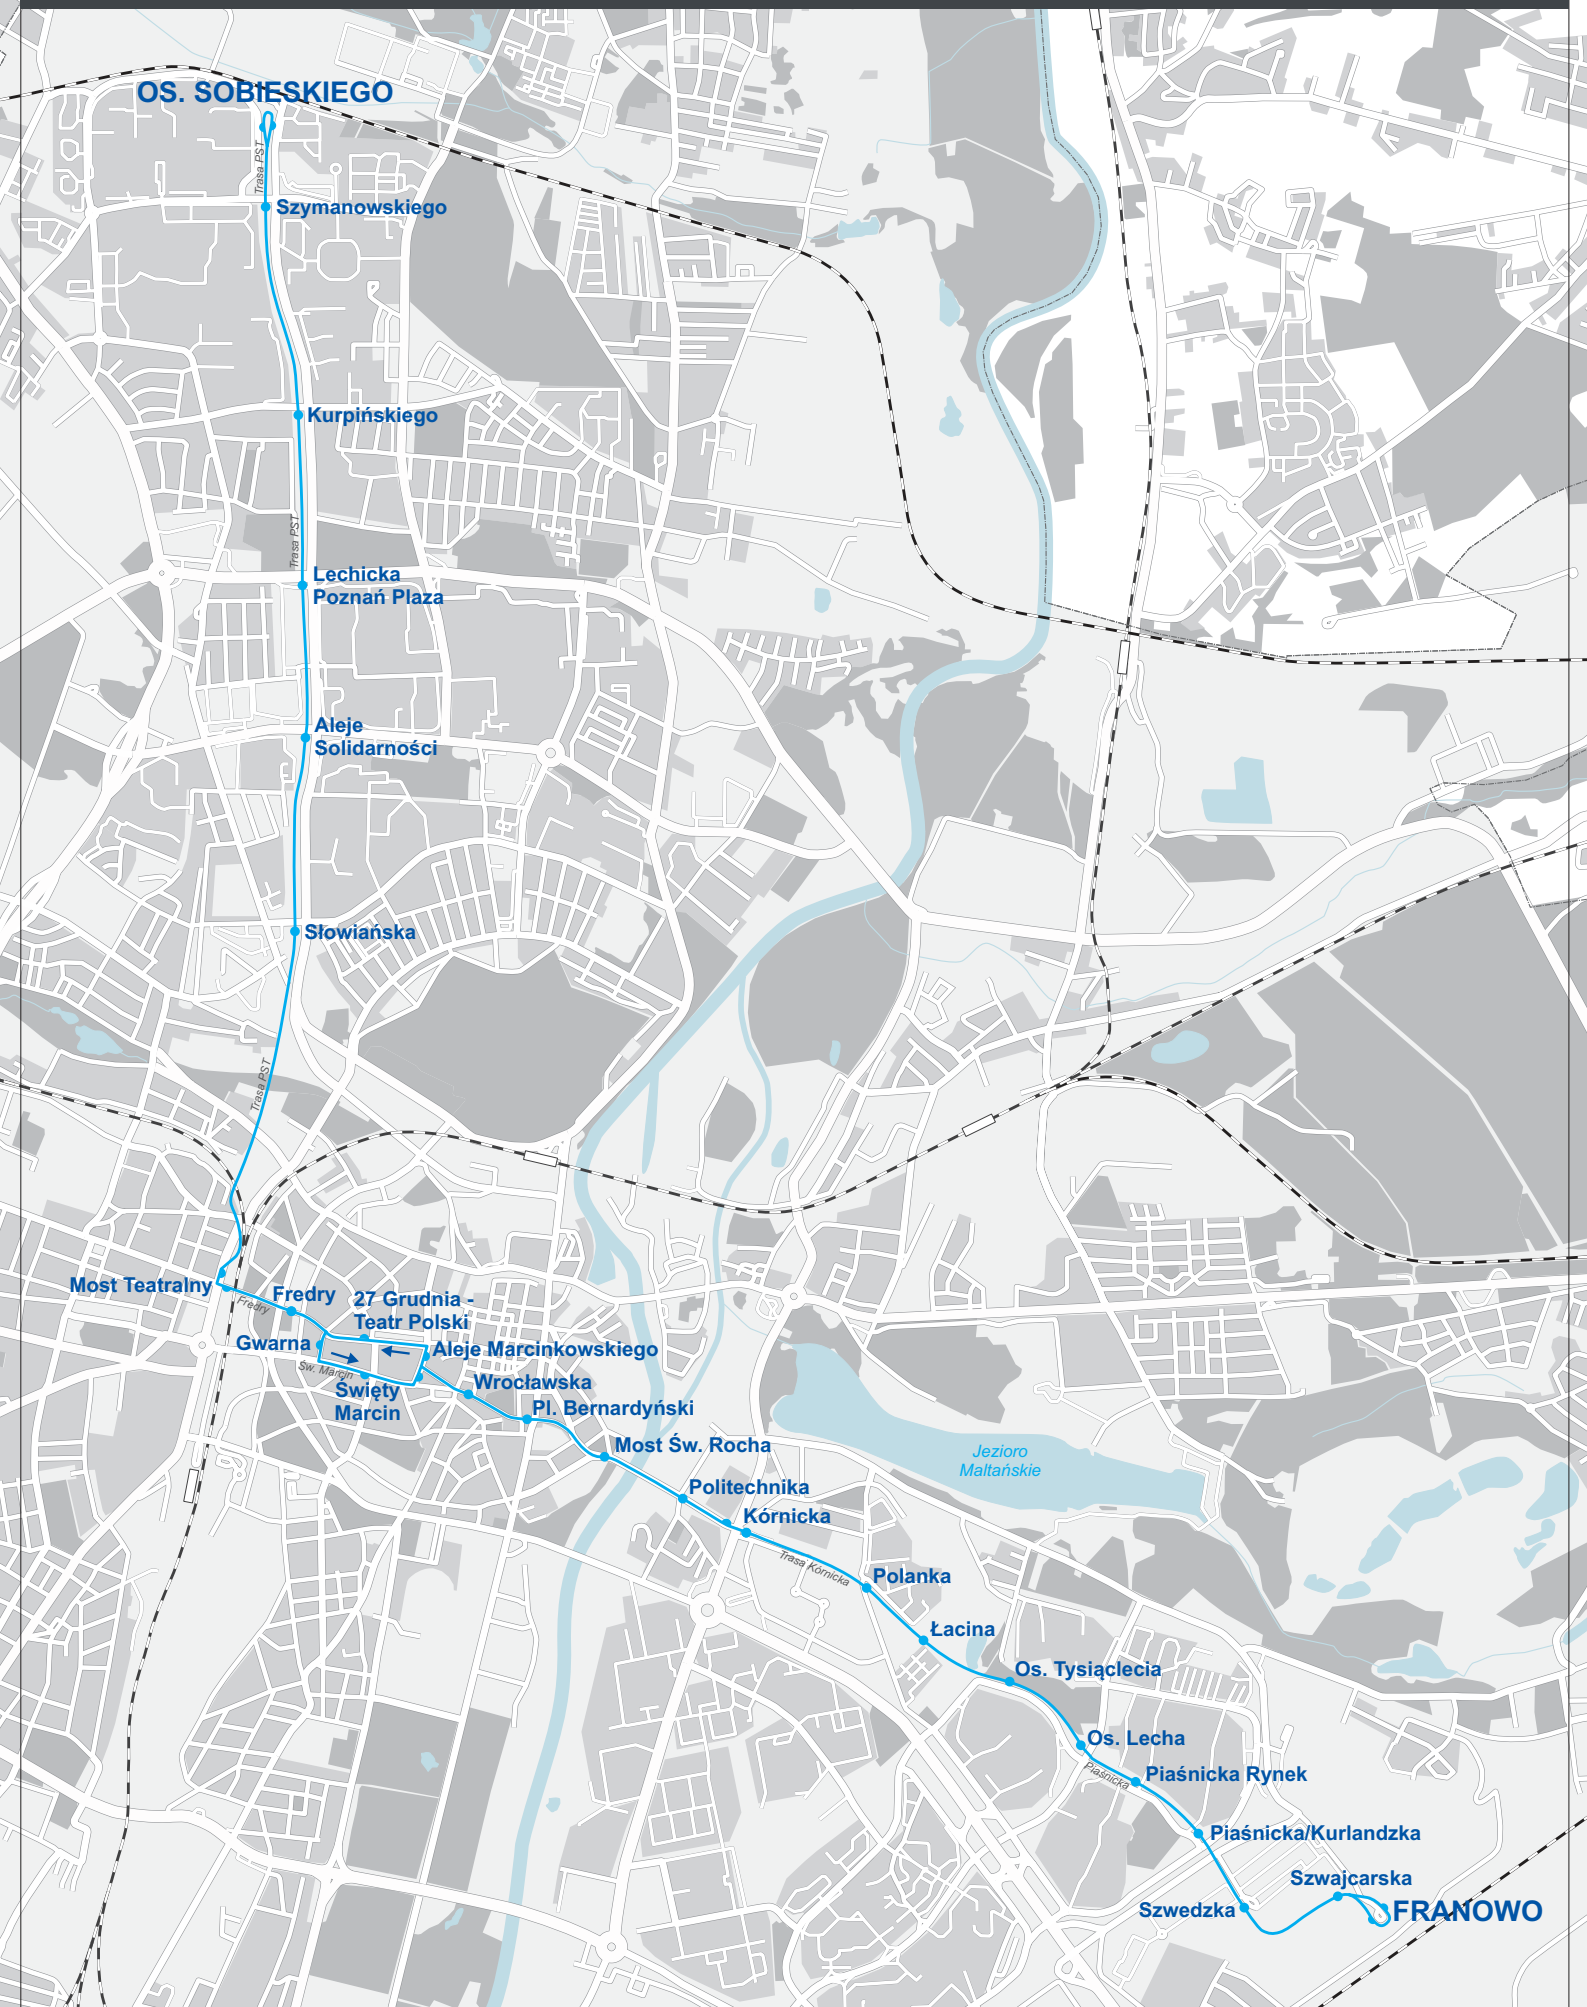 OS. SOBIESKIEGO
Trasa PST
Szymanowskiego
Kurpińskiego
Trasa PST
Lechicka
Poznań Plaza
Aleje
Solidarności
Słowiańska
Trasa PST
Most Teatralny
Fredry
Fredry
27 Grudnia -
Teatr Polski
Gwarna
Aleje Marcinkowskiego
Św. Marcin
Święty
Marcin
Wrocławska
Pl. Bernardyński
Most Św. Rocha
Jezioro
Maltańskie
Politechnika
Kórnicka
Trasa Kórnicka
Polanka
Łacina
Os. Tysiąclecia
Os. Lecha
Piaśnicka
Piaśnicka Rynek
Piaśnicka/Kurlandzka
Szwajcarska
Szwedzka
FRANOWO